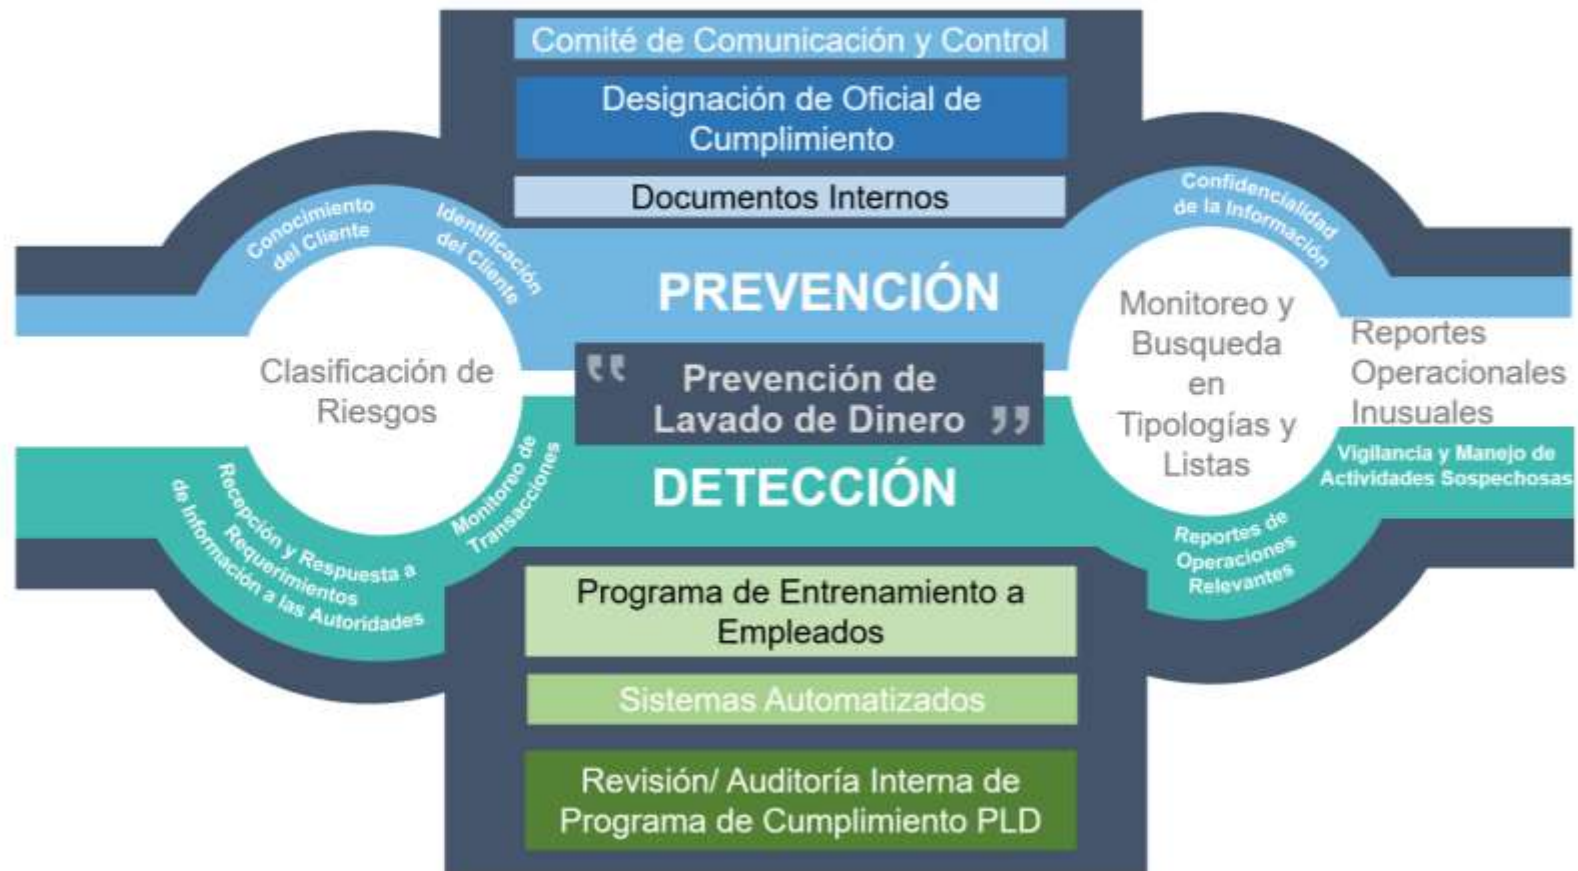 Comité de Comunicación y Control
Designación de Oficial de
Cumplimiento
Documentos Internos
Conocimiento
del Cliente
Identificación
del Cliente
Confidencialidad
de la Información
PREVENCIÓN
Clasificación de
Riesgos
Prevención de
Lavado de Dinero
Monitoreo y
Busqueda
en
Tipologías y
Listas
Reportes
Operacionales
Inusuales
DETECCIÓN
Vigilancia y Manejo de
Actividades Sospechosas
Recepción y Respuesta a
Requerimientos
de Información a las Autoridades
Monitoreo de
Transacciones
Reportes de
Operaciones
Relevantes
Programa de Entrenamiento a
Empleados
Sistemas Automatizados
Revisión/ Auditoría Interna de
Programa de Cumplimiento PLD